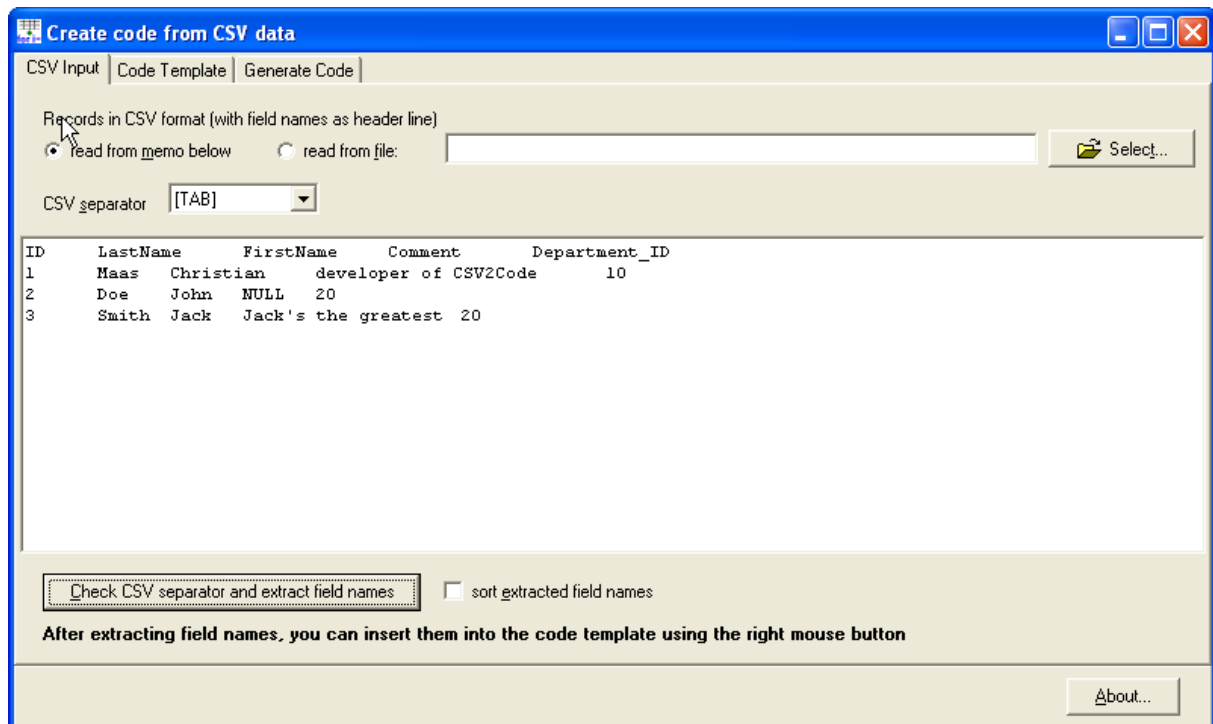 Create code from CSV data
CSV Input Code Template Generate Code
Records in CSV format (with field names as header line)
read from memo below read from file: Select...
CSV separator [TAB]
ID LastName FirstName Comment Department_ID
1 Maas Christian developer of CSV2Code 10
2 Doe John NULL 20
3 Smith Jack Jack's the greatest 20
Check CSV separator and extract field names sort extracted field names
After extracting field names, you can insert them into the code template using the right mouse button
About...